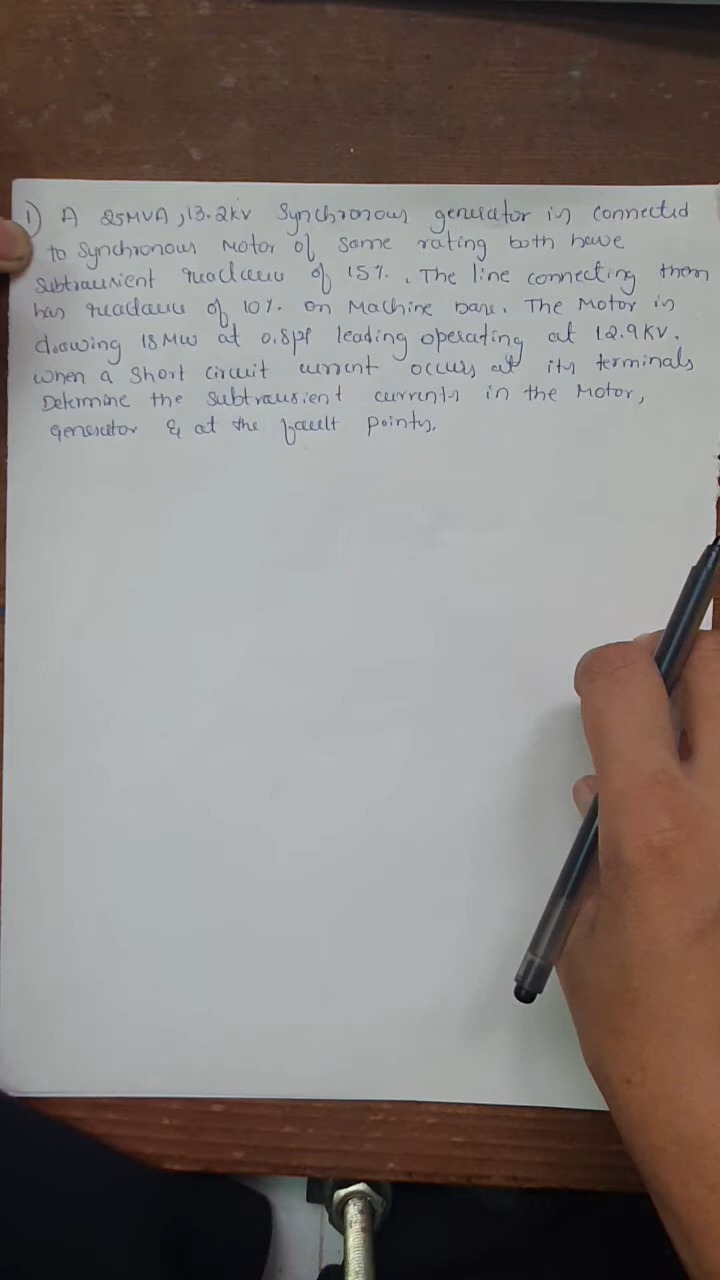 1) A 25MVA, 13.2kV Synchronous generator is connected
to Synchronous Motor of same rating both have
Subtransient reactance of 15%. The line connecting them
has reactance of 10% on Machine base. The Motor is
drawing 18MW at 0.8pf leading operating at 12.9KV.
when a Short circuit current occurs at its terminals
Determine the subtransient currents in the Motor,
generator & at the fault points.